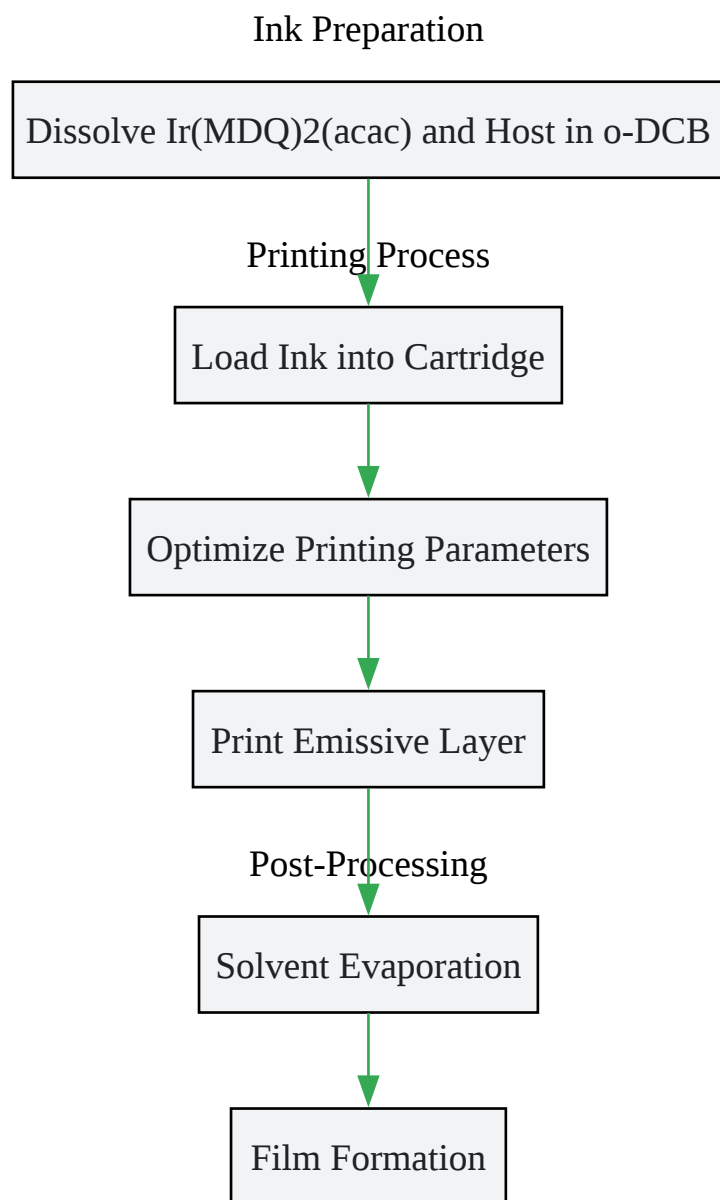 Ink Preparation
Dissolve Ir(MDQ)2(acac) and Host in o-DCB
Printing Process
Load Ink into Cartridge
Optimize Printing Parameters
Print Emissive Layer
Post-Processing
Solvent Evaporation
Film Formation